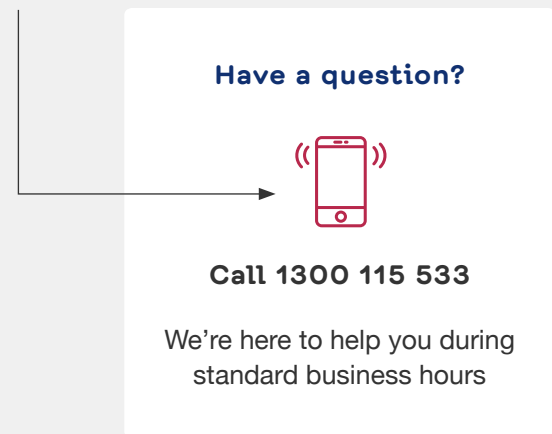 Have a question?
Call 1300 115 533
We’re here to help you during
standard business hours